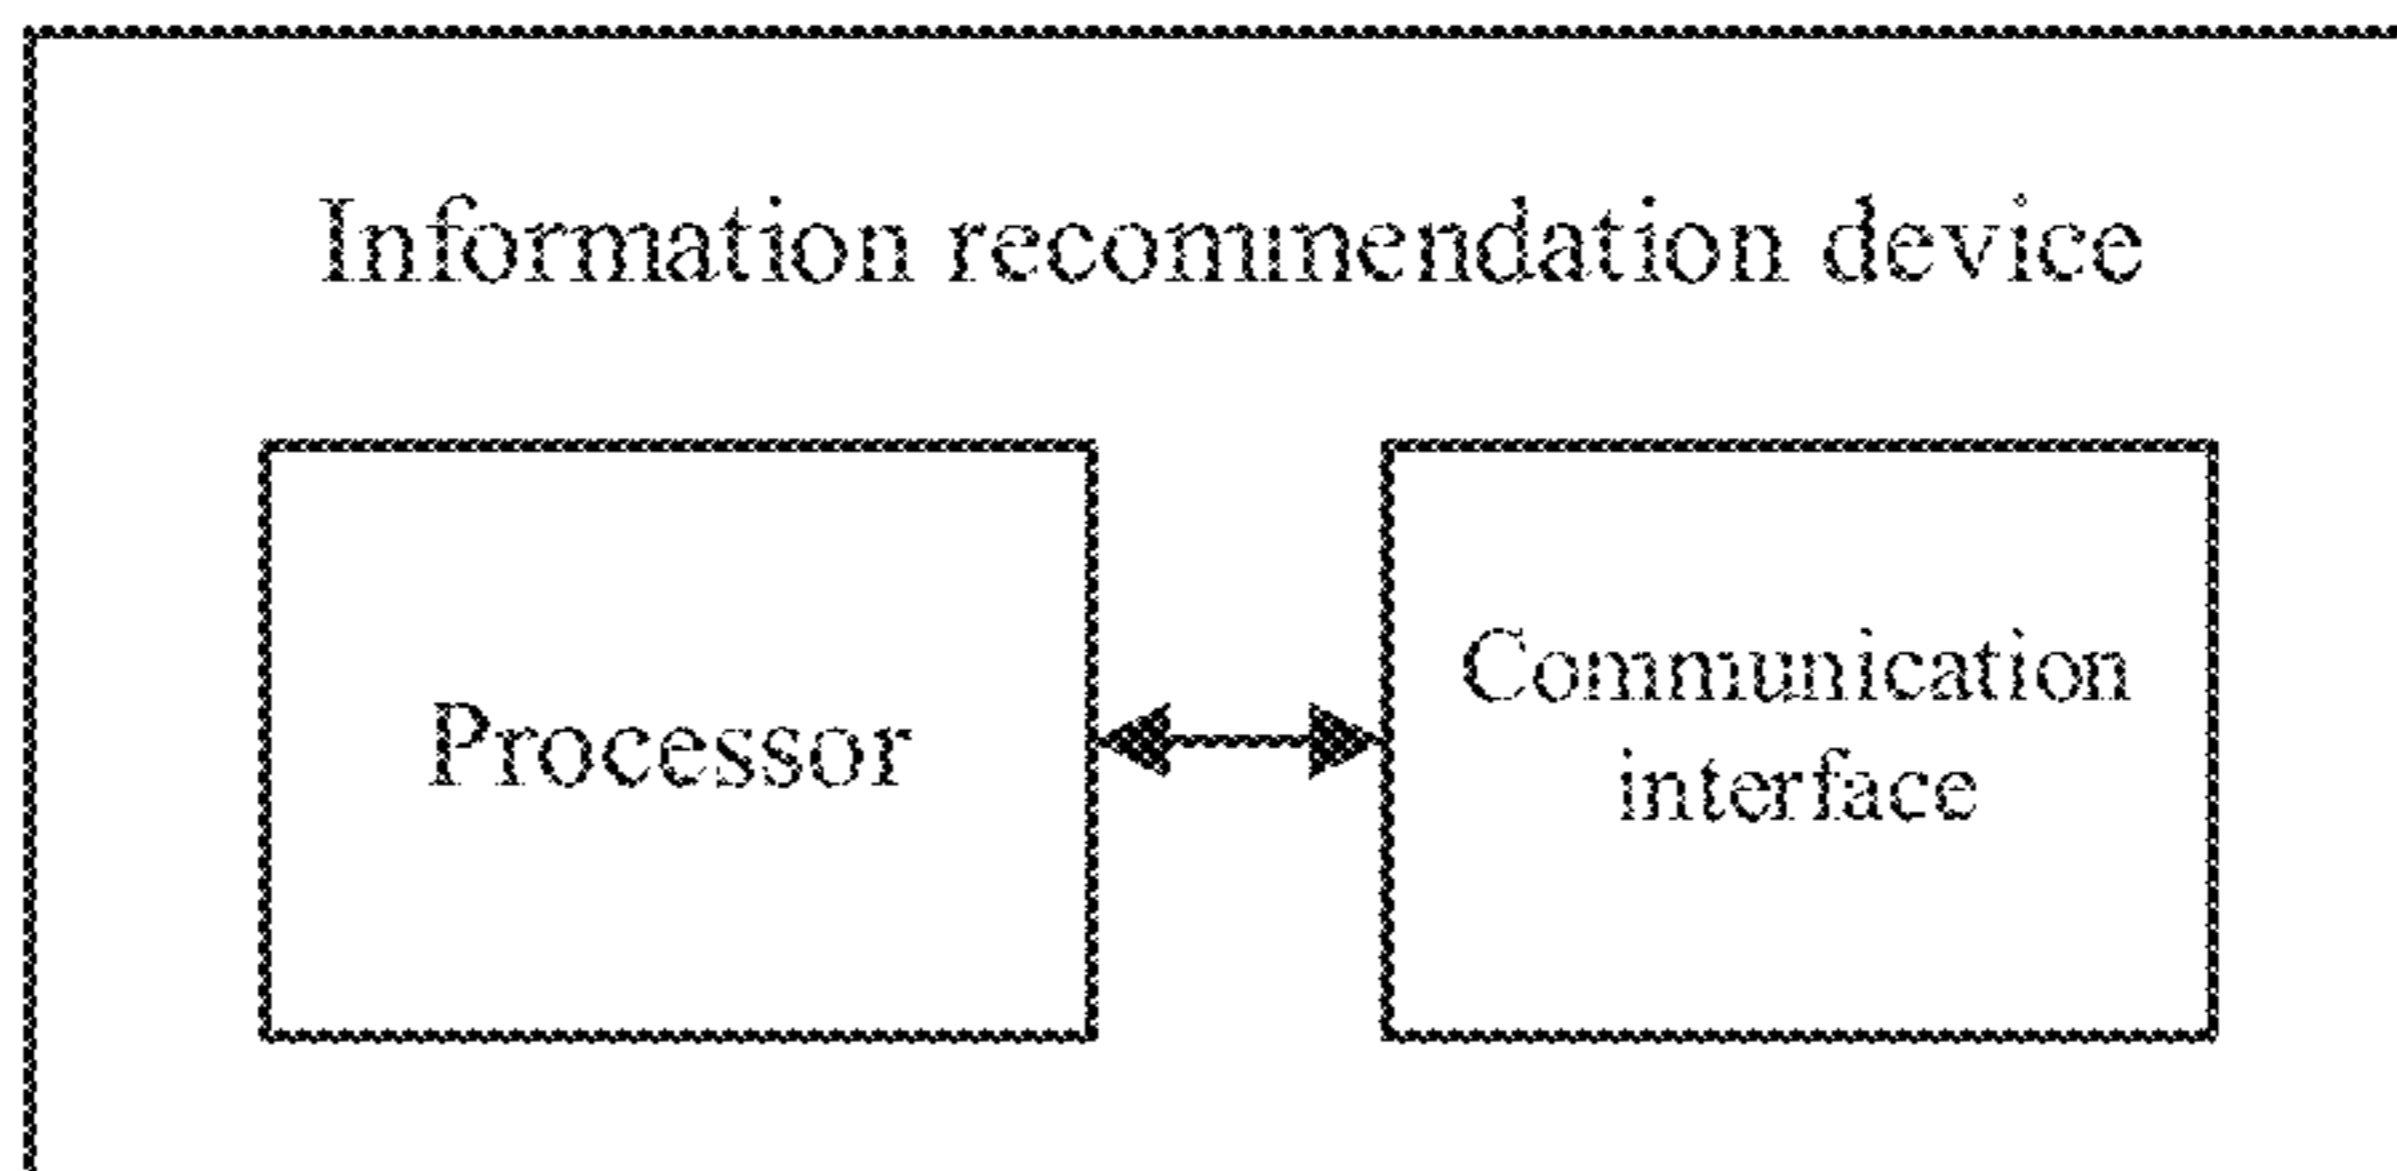 Information recommendation device
Processor
Communication
interface